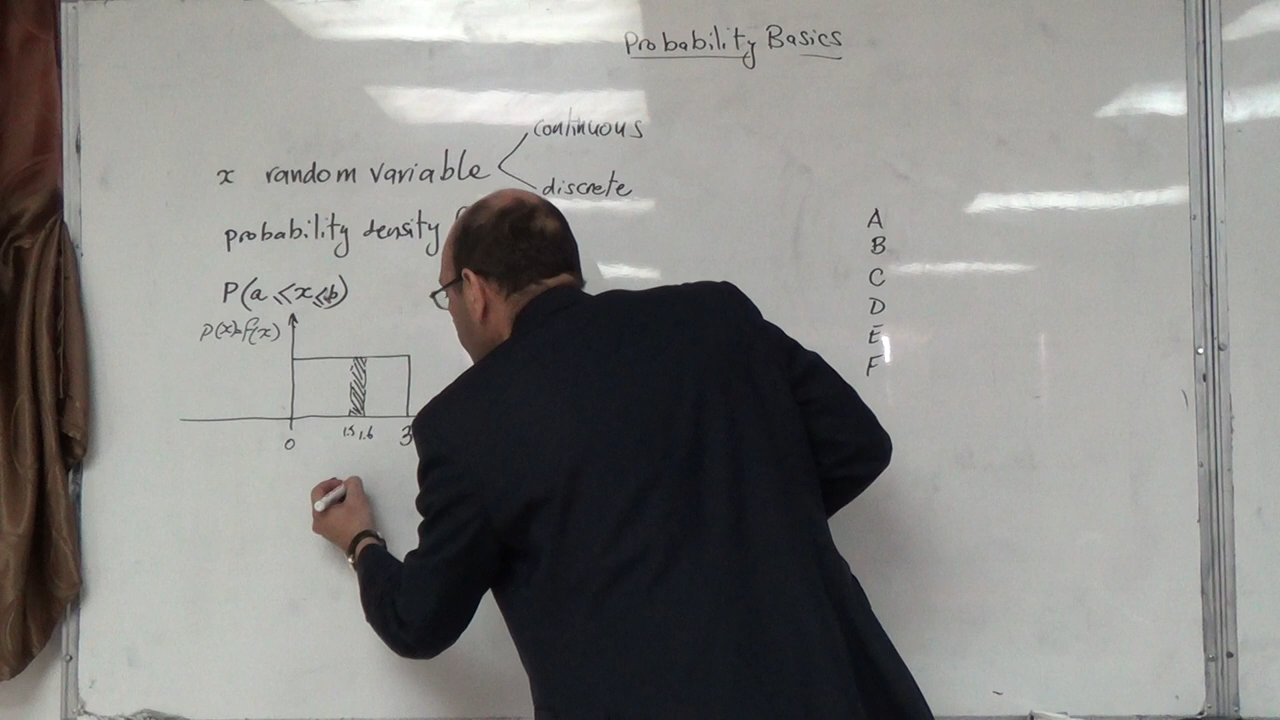 Probability Basics
continuous
x random variable
discrete
probability density
P(a ≤ x ≤ b)
P(x)=f(x)
0 1.5 1.6 3
A
B
C
D
E
F